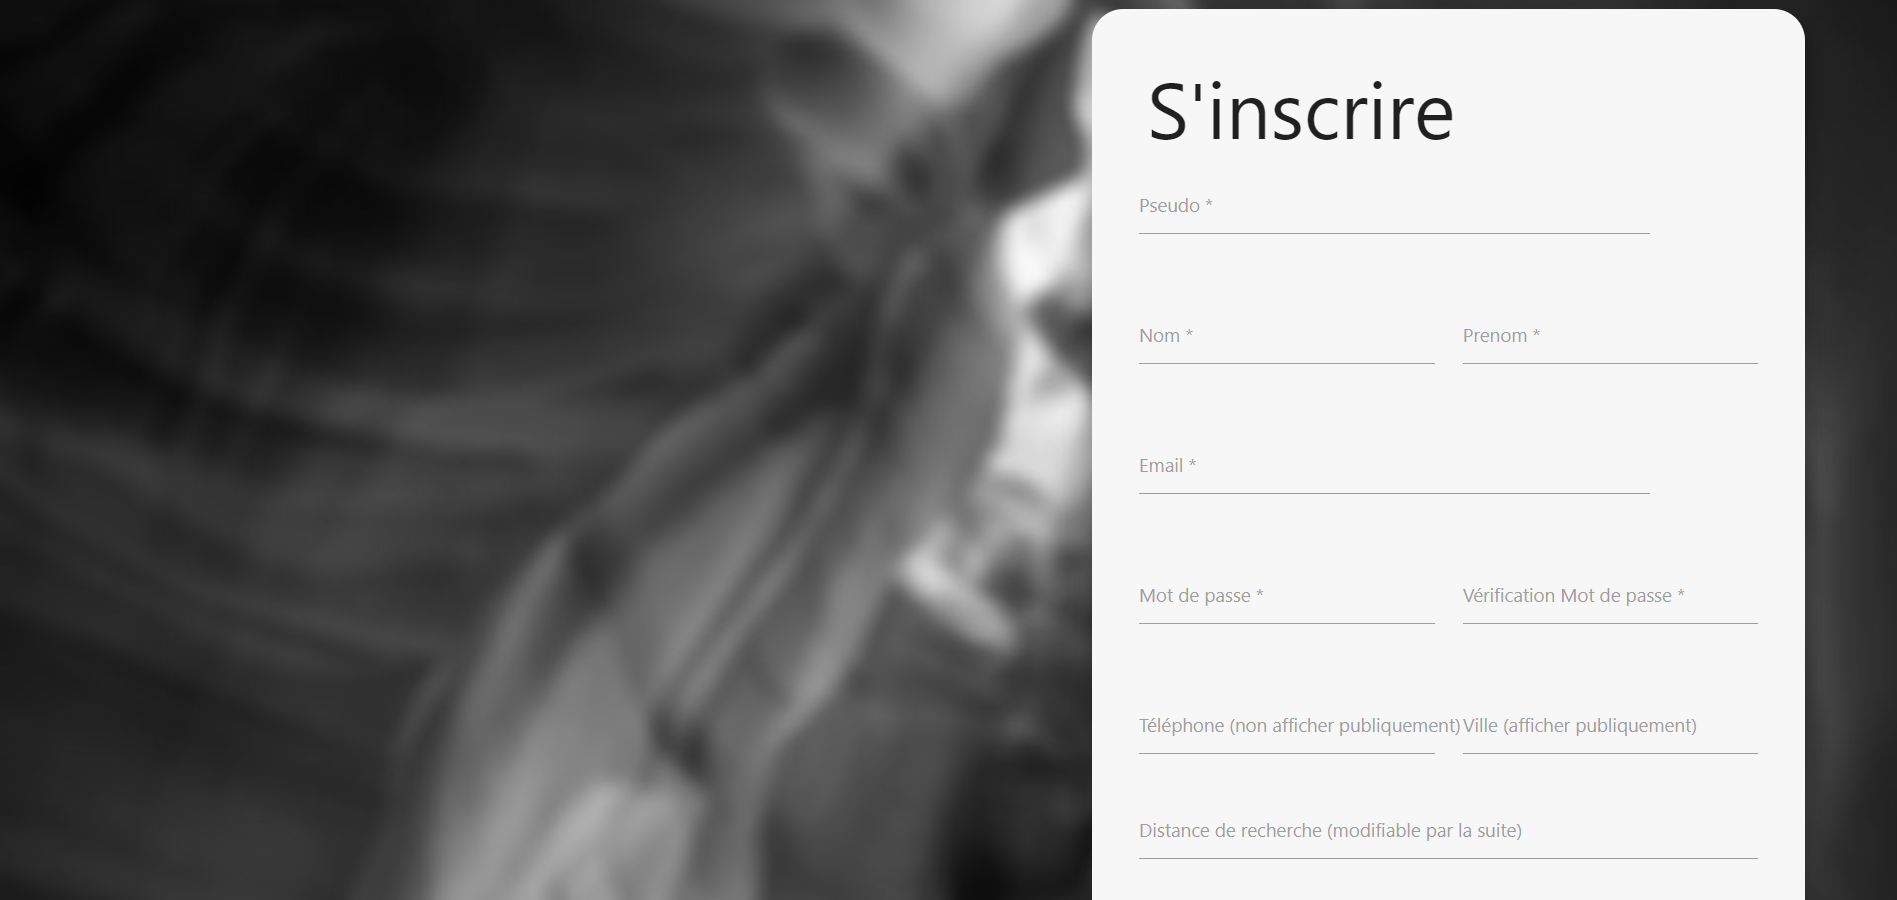 S'inscrire
Pseudo *
Nom *
Prenom *
Email *
Mot de passe *
Vérification Mot de passe *
Téléphone (non afficher publiquement)
Ville (afficher publiquement)
Distance de recherche (modifiable par la suite)